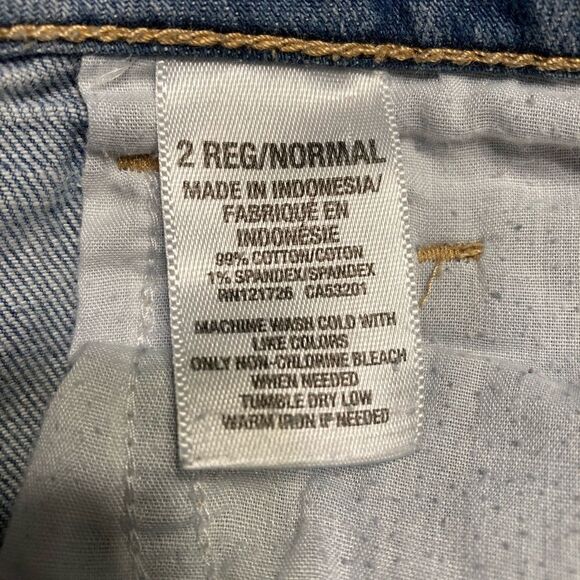 2 REG/NORMAL
MADE IN INDONESIA/
FABRIQUÉ EN
INDONÉSIE
99% COTTON/COTON
1% SPANDEX/SPANDEX
RN121726 CA53201
MACHINE WASH COLD WITH
LIKE COLORS
ONLY NON-CHLORINE BLEACH
WHEN NEEDED
TUMBLE DRY LOW
WARM IRON IF NEEDED